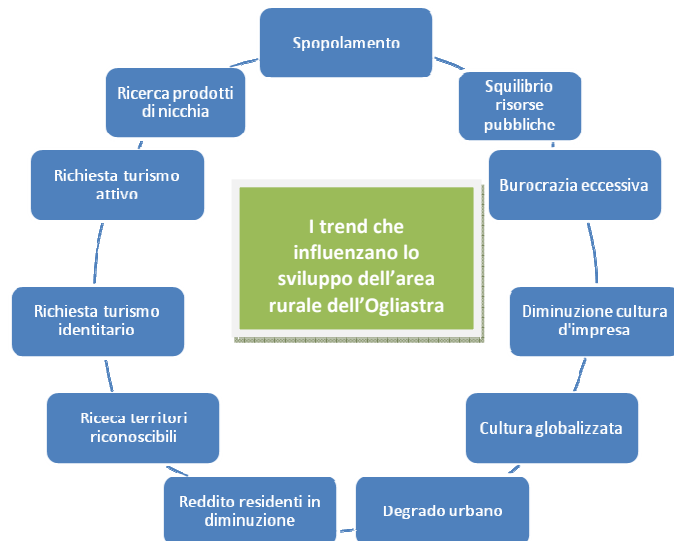 Spopolamento
Squilibrio
risorse
pubbliche
Burocrazia eccessiva
Diminuzione cultura
d'impresa
Cultura globalizzata
Degrado urbano
Reddito residenti in
diminuzione
Riceca territori
riconoscibili
Richiesta turismo
identitario
Richiesta turismo
attivo
Ricerca prodotti
di nicchia
I trend che
influenzano lo
sviluppo dell'area
rurale dell'Ogliastra